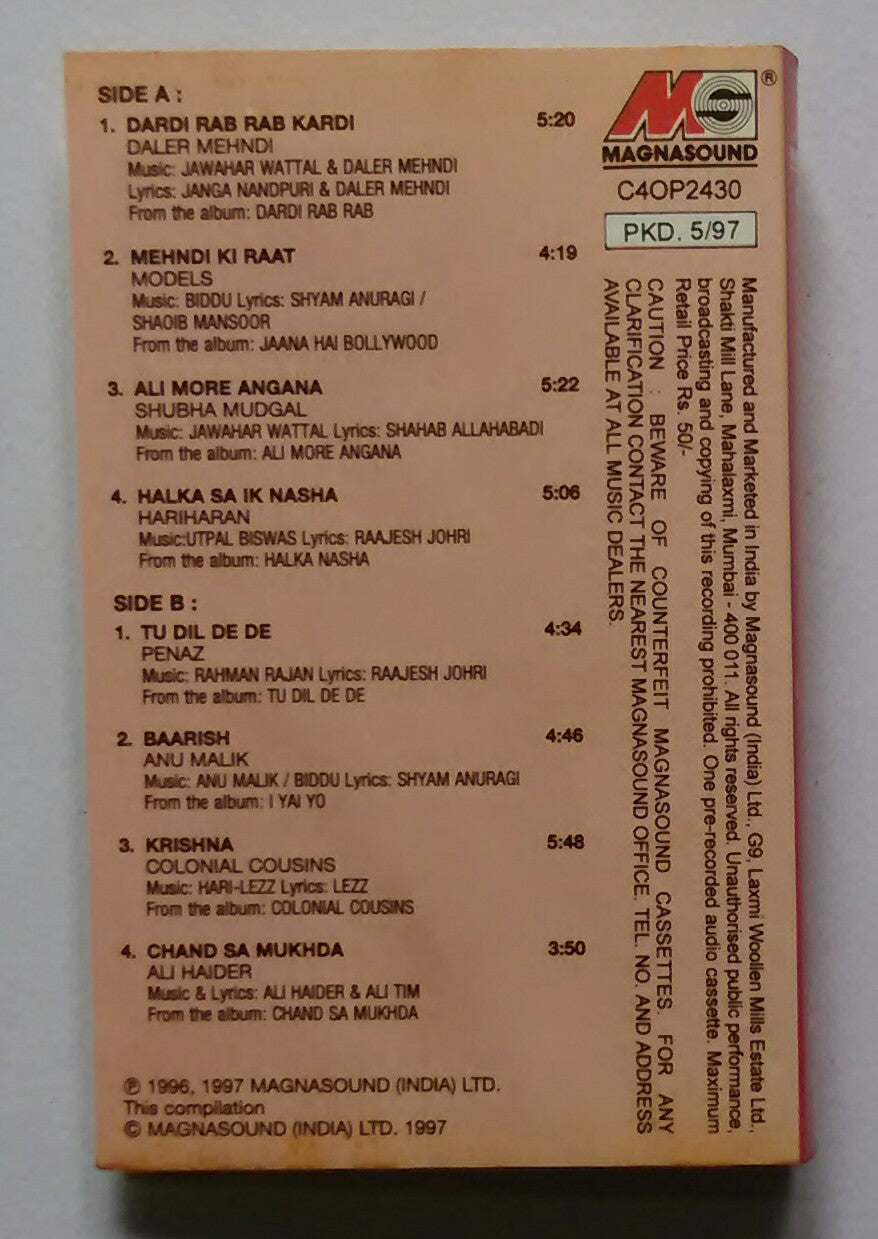 SIDE A :
1. DARDI RAB RAB KARDI 5:20
DALER MEHNDI
Music: JAWAHAR WATTAL & DALER MEHNDI
Lyrics: JANGA NANDPURI & DALER MEHNDI
From the album: DARDI RAB RAB
2. MEHNDI KI RAAT 4:19
MODELS
Music: BIDDU Lyrics: SHYAM ANURAGI /
SHAOIB MANSOOR
From the album: JAANA HAI BOLLYWOOD
3. ALI MORE ANGANA 5:22
SHUBHA MUDGAL
Music: JAWAHAR WATTAL Lyrics: SHAHAB ALLAHABADI
From the album: ALI MORE ANGANA
4. HALKA SA IK NASHA 5:06
HARIHARAN
Music:UTPAL BISWAS Lyrics: RAAJESH JOHRI
From the album: HALKA NASHA
SIDE B :
1. TU DIL DE DE 4:34
PENAZ
Music: RAHMAN RAJAN Lyrics: RAAJESH JOHRI
From the album: TU DIL DE DE
2. BAARISH 4:46
ANU MALIK
Music: ANU MALIK / BIDDU Lyrics: SHYAM ANURAGI
From the album: I YAI YO
3. KRISHNA 5:48
COLONIAL COUSINS
Music: HARI-LEZZ Lyrics: LEZZ
From the album: COLONIAL COUSINS
4. CHAND SA MUKHDA 3:50
ALI HAIDER
Music & Lyrics: ALI HAIDER & ALI TIM
From the album: CHAND SA MUKHDA
℗ 1996, 1997 MAGNASOUND (INDIA) LTD.
This compilation
© MAGNASOUND (INDIA) LTD. 1997
MS ®
MAGNASOUND
C4OP2430
PKD. 5/97
Manufactured and Marketed in India by Magnasound (India) Ltd., G9, Laxmi Woollen Mills Estate Ltd.,
Shakti Mill Lane, Mahalaxmi, Mumbai - 400 011. All rights reserved. Unauthorised public performance,
broadcasting and copying of this recording prohibited. One pre-recorded audio cassette. Maximum
Retail Price Rs. 50/-
CAUTION : BEWARE OF COUNTERFEIT MAGNASOUND CASSETTES. FOR ANY
CLARIFICATION CONTACT THE NEAREST MAGNASOUND OFFICE. TEL. NO. AND ADDRESS
AVAILABLE AT ALL MUSIC DEALERS.